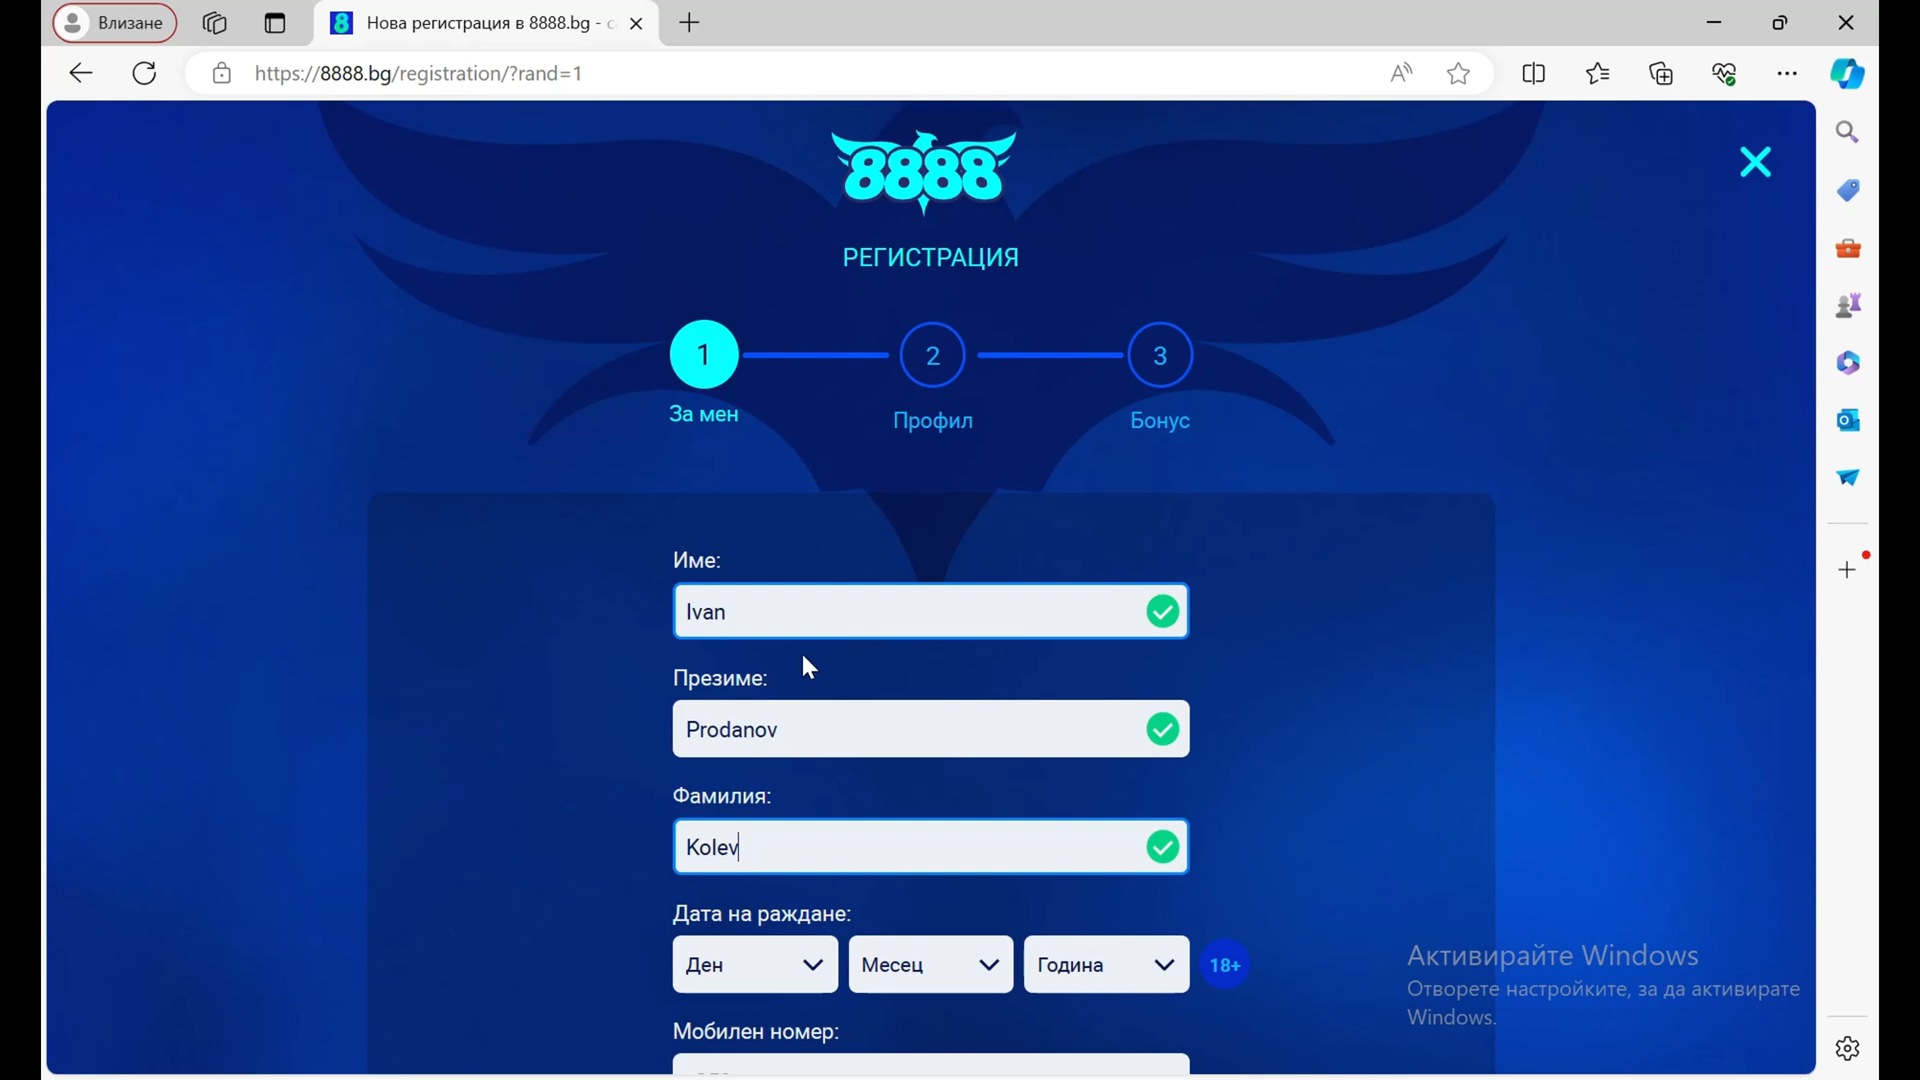 Влизане
Нова регистрация в 8888.bg -
https://8888.bg/registration/?rand=1
8888
РЕГИСТРАЦИЯ
1
2
3
За мен
Профил
Бонус
Име:
Ivan
Презиме:
Prodanov
Фамилия:
Kolev
Дата на раждане:
Ден
Месец
Година
18+
Мобилен номер:
Активирайте Windows
Отворете настройките, за да активирате
Windows.